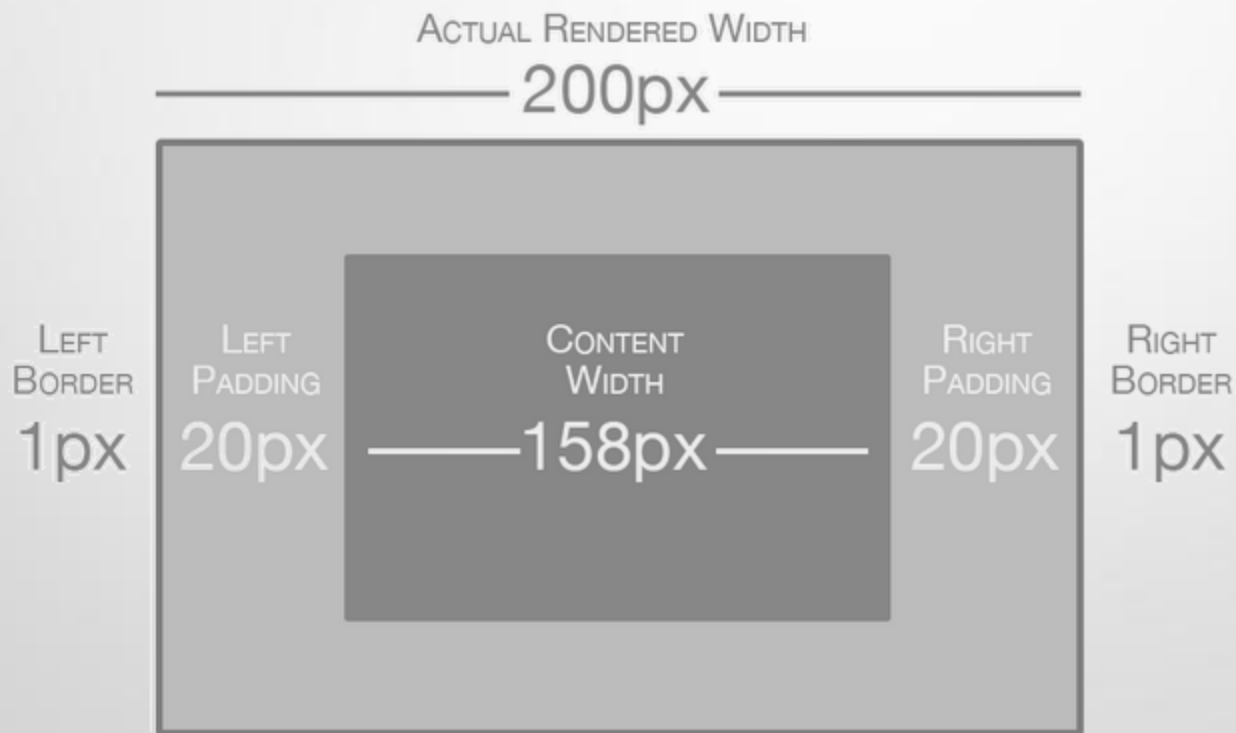 ACTUAL RENDERED WIDTH
200px
LEFT
BORDER
1px
LEFT
PADDING
20px
CONTENT
WIDTH
158px
RIGHT
PADDING
20px
RIGHT
BORDER
1px